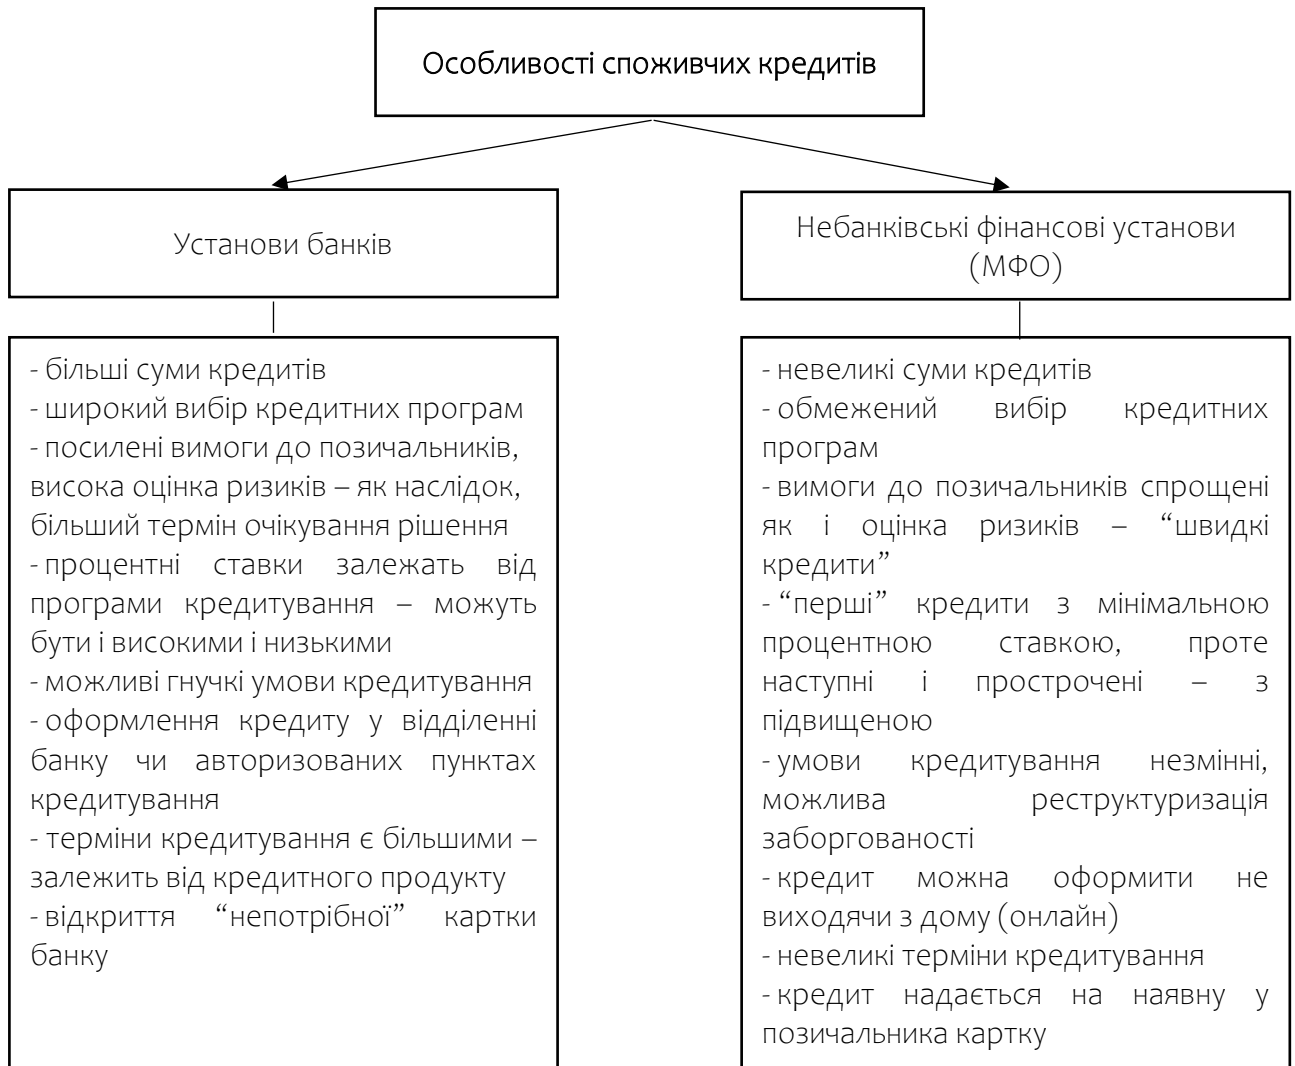 Особливості споживчих кредитів
Установи банків
Небанківські фінансові установи
(МФО)
- більші суми кредитів
- широкий вибір кредитних програм
- посилені вимоги до позичальників,
висока оцінка ризиків – як наслідок,
більший термін очікування рішення
- процентні ставки залежать від
програми кредитування – можуть
бути і високими і низькими
- можливі гнучкі умови кредитування
- оформлення кредиту у відділенні
банку чи авторизованих пунктах
кредитування
- терміни кредитування є більшими –
залежить від кредитного продукту
- відкриття “непотрібної” картки
банку
- невеликі суми кредитів
- обмежений вибір кредитних
програм
- вимоги до позичальників спрощені
як і оцінка ризиків – “швидкі
кредити”
- “перші” кредити з мінімальною
процентною ставкою, проте
наступні і прострочені – з
підвищеною
- умови кредитування незмінні,
можлива реструктуризація
заборгованості
- кредит можна оформити не
виходячи з дому (онлайн)
- невеликі терміни кредитування
- кредит надається на наявну у
позичальника картку